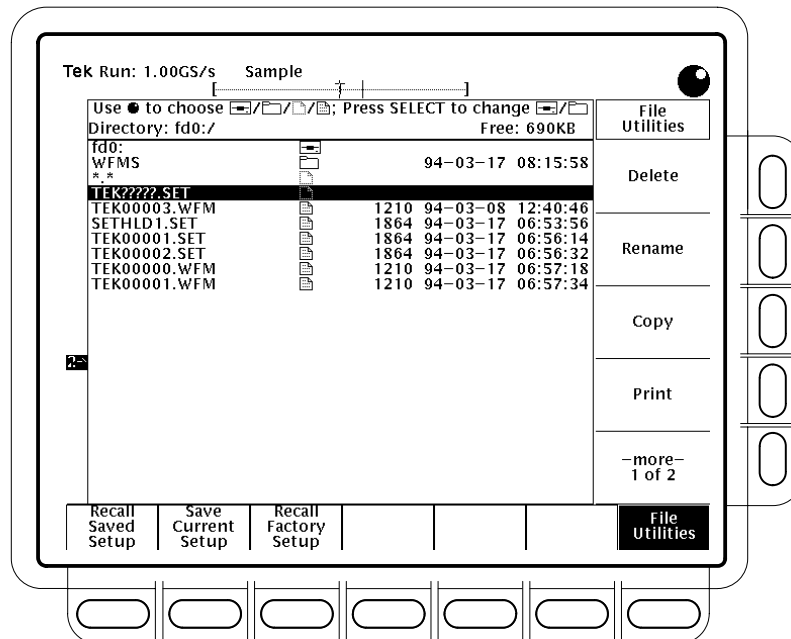 Tek Run: 1.00GS/s Sample
Use to choose / / / ; Press SELECT to change /
Directory: fd0:/ Free: 690KB
fd0:
WFMS 94-03-17 08:15:58
*.*
TEK?????.SET
TEK00003.WFM 1210 94-03-08 12:40:46
SETHLD1.SET 1864 94-03-17 06:53:56
TEK00001.SET 1864 94-03-17 06:56:14
TEK00002.SET 1864 94-03-17 06:56:32
TEK00000.WFM 1210 94-03-17 06:57:18
TEK00001.WFM 1210 94-03-17 06:57:34
File
Utilities
Delete
Rename
Copy
Print
-more-
1 of 2
Recall
Saved
Setup
Save
Current
Setup
Recall
Factory
Setup
File
Utilities